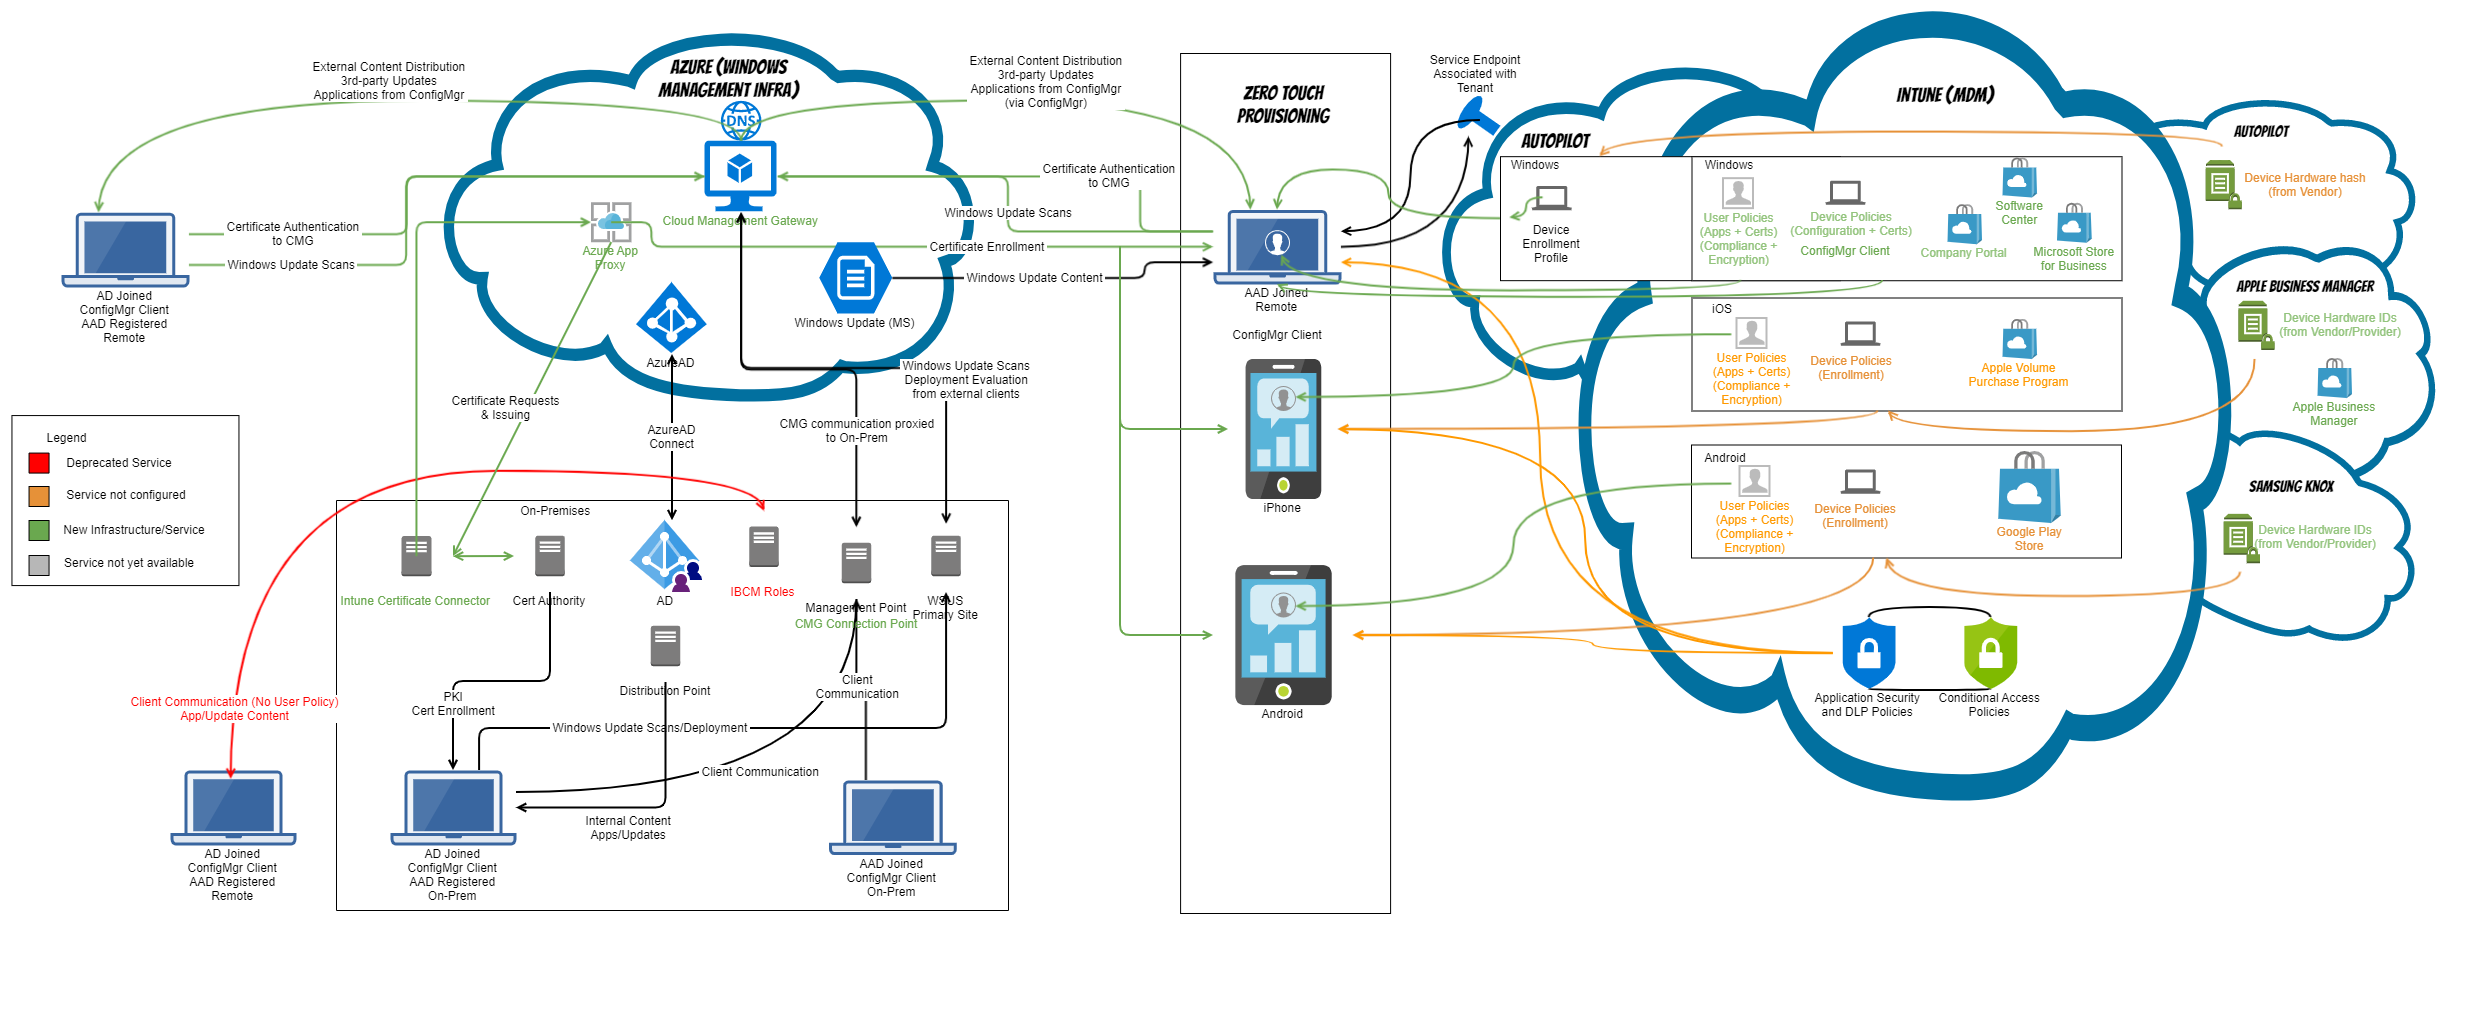 External Content Distribution
3rd-party Updates
Applications from ConfigMgr
AZURE (WINDOWS
MANAGEMENT INFRA)
DNS
External Content Distribution
3rd-party Updates
Applications from ConfigMgr
(via ConfigMgr)
Certificate Authentication
to CMG
Windows Update Scans
Certificate Authentication
to CMG
Windows Update Scans
Cloud Management Gateway
Azure App
Proxy
Certificate Enrollment
Windows Update Content
Windows Update (MS)
AzureAD
AD Joined
ConfigMgr Client
AAD Registered
Remote
Windows Update Scans
Deployment Evaluation
from external clients
Certificate Requests
& Issuing
AzureAD
Connect
CMG communication proxied
to On-Prem
Legend
Deprecated Service
Service not configured
New Infrastructure/Service
Service not yet available
On-Premises
Intune Certificate Connector
Cert Authority
AD
IBCM Roles
Management Point
CMG Connection Point
WSUS
Primary Site
Distribution Point
PKI
Cert Enrollment
Client
Communication
Windows Update Scans/Deployment
Client Communication
Internal Content
Apps/Updates
Client Communication (No User Policy)
App/Update Content
AD Joined
ConfigMgr Client
AAD Registered
Remote
AD Joined
ConfigMgr Client
AAD Registered
On-Prem
AAD Joined
ConfigMgr Client
On-Prem
ZERO TOUCH
PROVISIONING
AAD Joined
Remote
ConfigMgr Client
iPhone
Android
Service Endpoint
Associated with
Tenant
AUTOPILOT
Windows
Device
Enrollment
Profile
INTUNE (MDM)
Windows
User Policies
(Apps + Certs)
(Compliance +
Encryption)
Device Policies
(Configuration + Certs)
ConfigMgr Client
Software
Center
Company Portal
Microsoft Store
for Business
iOS
User Policies
(Apps + Certs)
(Compliance +
Encryption)
Device Policies
(Enrollment)
Apple Volume
Purchase Program
Android
User Policies
(Apps + Certs)
(Compliance +
Encryption)
Device Policies
(Enrollment)
Google Play
Store
Application Security
and DLP Policies
Conditional Access
Policies
AUTOPILOT
Device Hardware hash
(from Vendor)
APPLE BUSINESS MANAGER
Device Hardware IDs
(from Vendor/Provider)
Apple Business
Manager
SAMSUNG KNOX
Device Hardware IDs
(from Vendor/Provider)